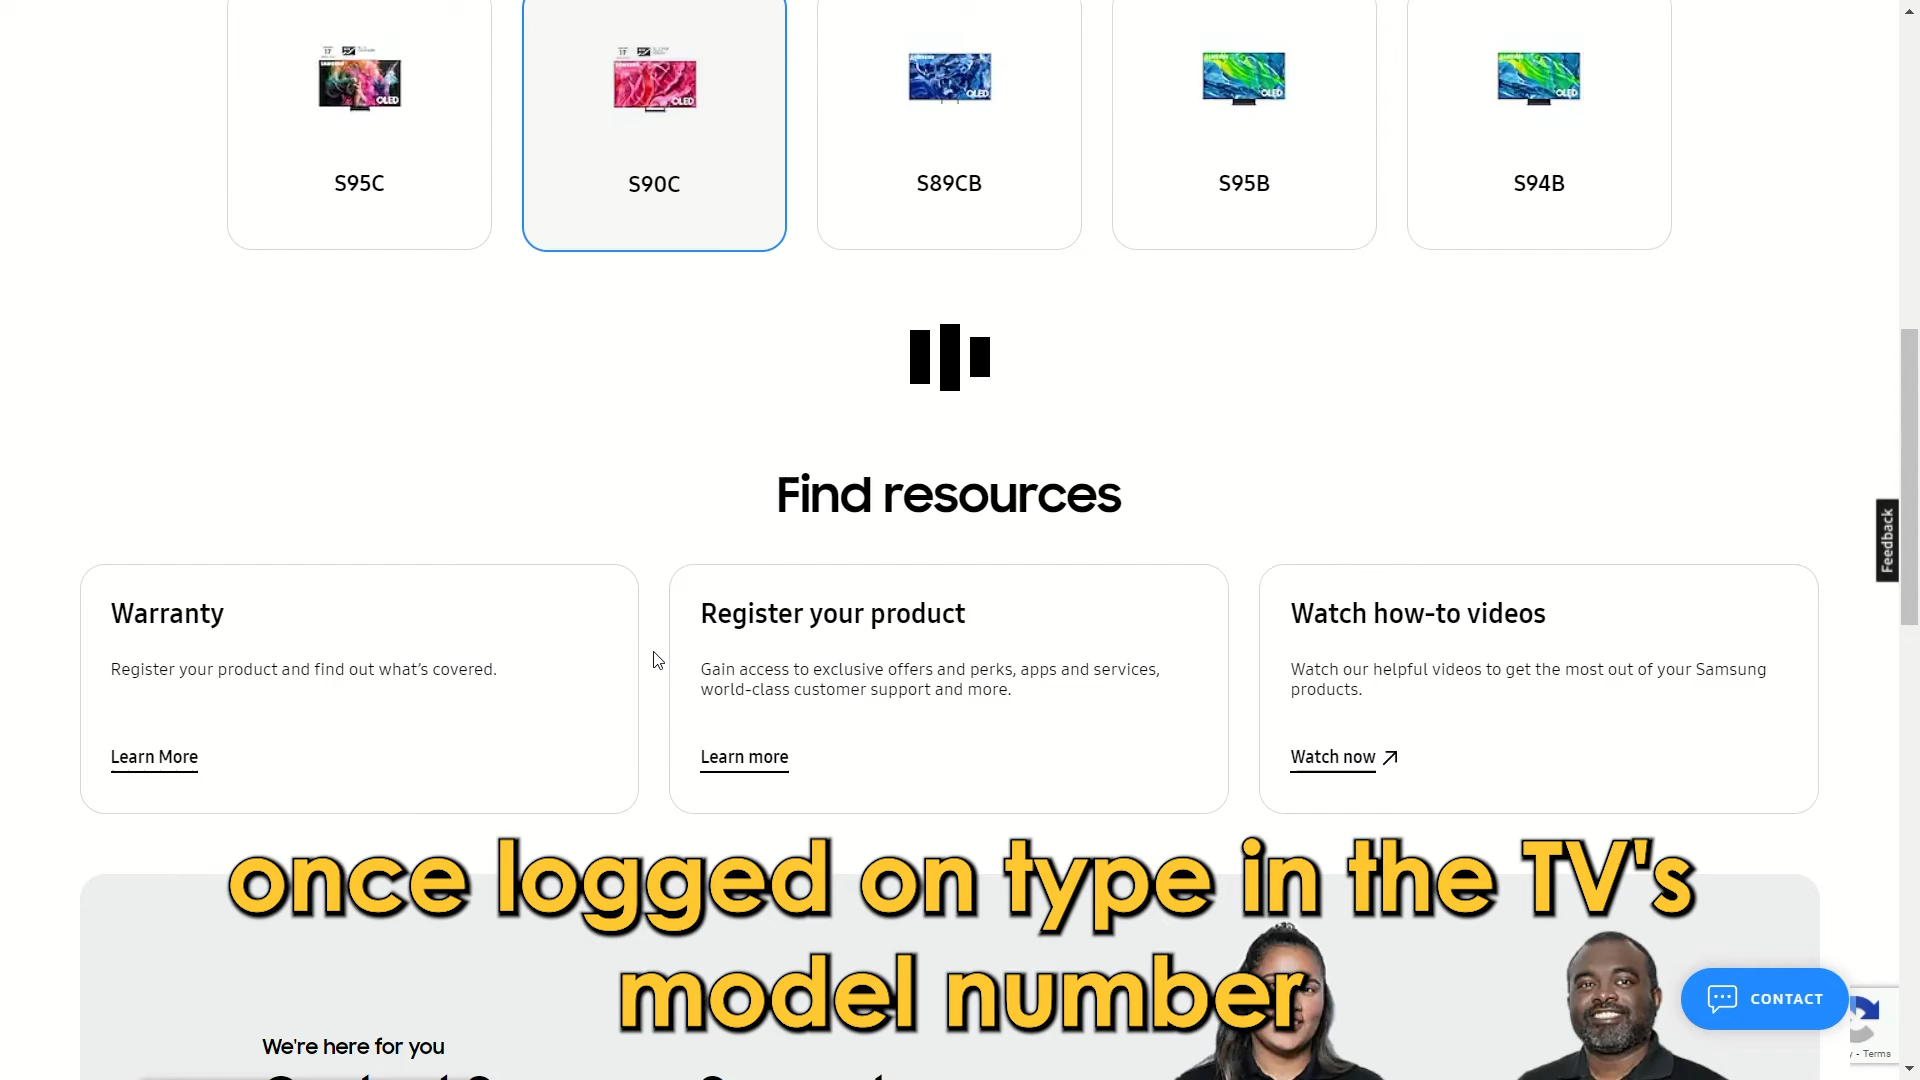 S95C
S90C
S89CB
S95B
S94B
Find resources
Warranty
Register your product and find out what's covered.
Learn More
Register your product
Gain access to exclusive offers and perks, apps and services,
world-class customer support and more.
Learn more
Watch how-to videos
Watch our helpful videos to get the most out of your Samsung
products.
Watch now
Feedback
once logged on type in the TV's
model number
We're here for you
CONTACT
- Terms